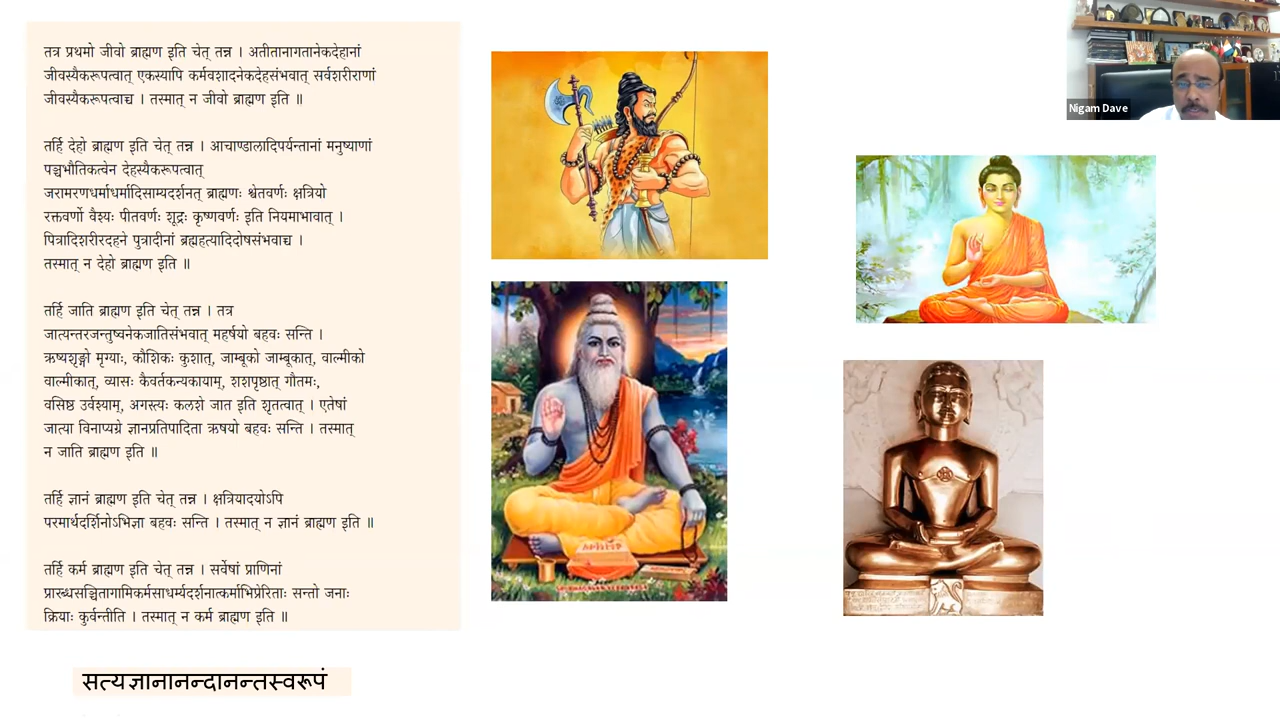 तत्र प्रथमो जीवो ब्राह्मण इति चेत् तन्न । अतीतानागतानेकदेहानां
जीवस्यैकरूपत्वात् एकस्यापि कर्मवशादनेकदेहसंभवात् सर्वशरीराणां
जीवस्यैकरूपत्वाच्च । तस्मात् न जीवो ब्राह्मण इति ॥
तर्हि देहो ब्राह्मण इति चेत् तन्न । आचाण्डालादिपर्यन्तानां मनुष्याणां
पञ्चभौतिकत्वेन देहस्यैकरूपत्वात्
जरामरणधर्माधर्मादिसाम्यदर्शनत् ब्राह्मणः श्वेतवर्णः क्षत्रियो
रक्तवर्णो वैश्यः पीतवर्णः शूद्रः कृष्णवर्णः इति नियमाभावात् ।
पित्रादिशरीरदहने पुत्रादीनां ब्रह्महत्यादिदोषसंभवाच्च ।
तस्मात् न देहो ब्राह्मण इति ॥
तर्हि जाति ब्राह्मण इति चेत् तन्न । तत्र
जात्यन्तरजन्तुष्वनेकजातिसंभवात् महर्षयो बहवः सन्ति ।
ऋष्यशृङ्गो मृग्याः, कौशिकः कुशात्, जाम्बूको जाम्बूकात्, वाल्मीको
वाल्मीकात्, व्यासः कैवर्तकन्यकायाम्, शशपृष्ठात् गौतमः,
वसिष्ठ उर्वश्याम्, अगस्त्यः कलशे जात इति शृतत्वात् । एतेषां
जात्या विनाप्यग्रे ज्ञानप्रतिपादिता ऋषयो बहवः सन्ति । तस्मात्
न जाति ब्राह्मण इति ॥
तर्हि ज्ञानं ब्राह्मण इति चेत् तन्न । क्षत्रियादयोऽपि
परमार्थदर्शिनोऽभिज्ञा बहवः सन्ति । तस्मात् न ज्ञानं ब्राह्मण इति ॥
तर्हि कर्म ब्राह्मण इति चेत् तन्न । सर्वेषां प्राणिनां
प्रारब्धसञ्चितागामिकर्मसाधर्म्यदर्शनात्कर्माभिप्रेरिताः सन्तो जनाः
क्रियाः कुर्वन्तीति । तस्मात् न कर्म ब्राह्मण इति ॥
सत्यज्ञानानन्दानन्तस्वरूपं
Nigam Dave